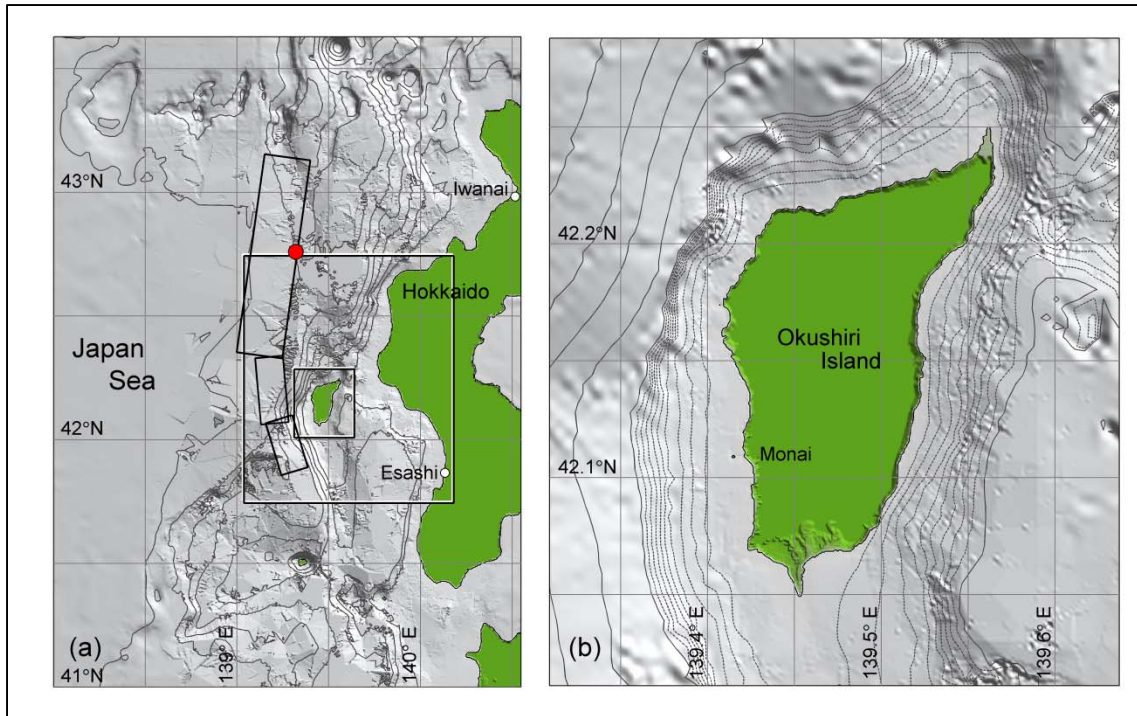 43°N
Iwanai
Hokkaido
Japan
Sea
42°N
Esashi
(a)
139° E
140° E
41°N
42.2°N
Okushiri
Island
Monai
42.1°N
(b)
139.4° E
139.5° E
139.6° E